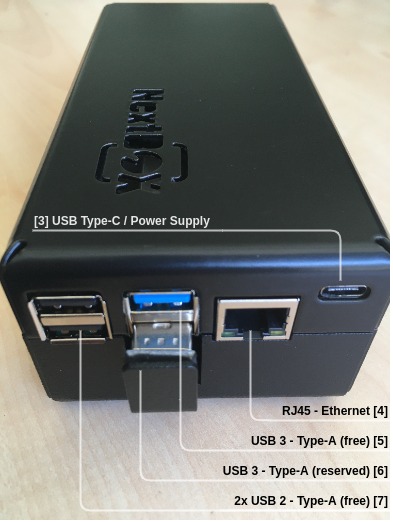 NEXTBOX
[3] USB Type-C / Power Supply
RJ45 - Ethernet [4]
USB 3 - Type-A (free) [5]
USB 3 - Type-A (reserved) [6]
2x USB 2 - Type-A (free) [7]